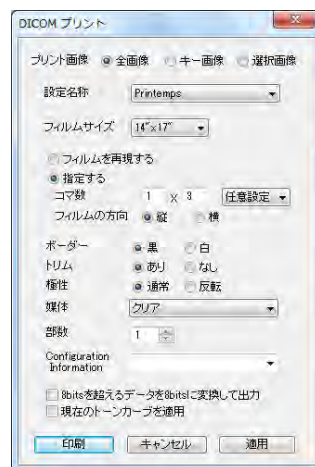 DICOM プリント
プリント画像 全画像 キー画像 選択画像
設定名称 Printemps
フィルムサイズ 14"×17"
フィルムを再現する
指定する
コマ数 1 x 3 任意設定
フィルムの方向 縦 横
ボーダー 黒 白
トリム あり なし
極性 通常 反転
媒体 クリア
部数 1
Configuration
Information
8bitsを超えるデータを8bitsに変換して出力
現在のトーンカーブを適用
印刷 キャンセル 適用